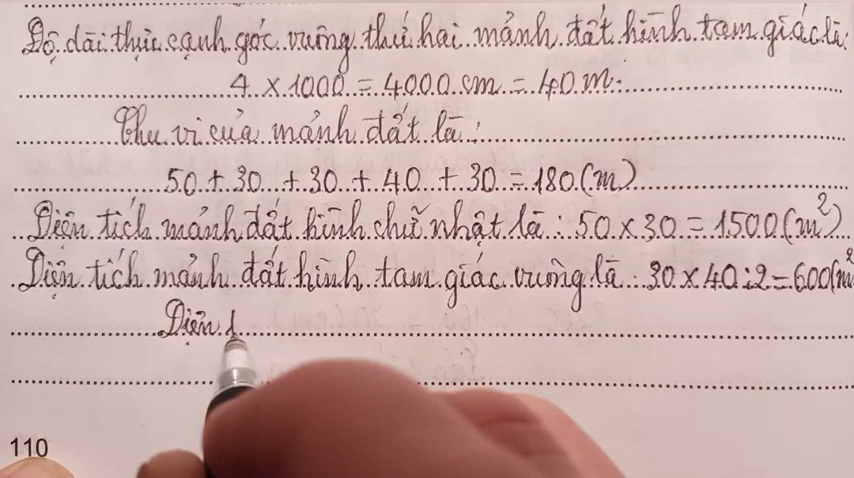 Độ dài thực cạnh góc vuông thứ hai mảnh đất hình tam giác là:
4 x 1000 = 4000 cm = 40 m.
Chu vi của mảnh đất là:
50 + 30 + 30 + 40 + 30 = 180 (m)
Diện tích mảnh đất hình chữ nhật là: 50 x 30 = 1500 (m²)
Diện tích mảnh đất hình tam giác vuông là: 30 x 40 : 2 = 600 (m²
Diện
110